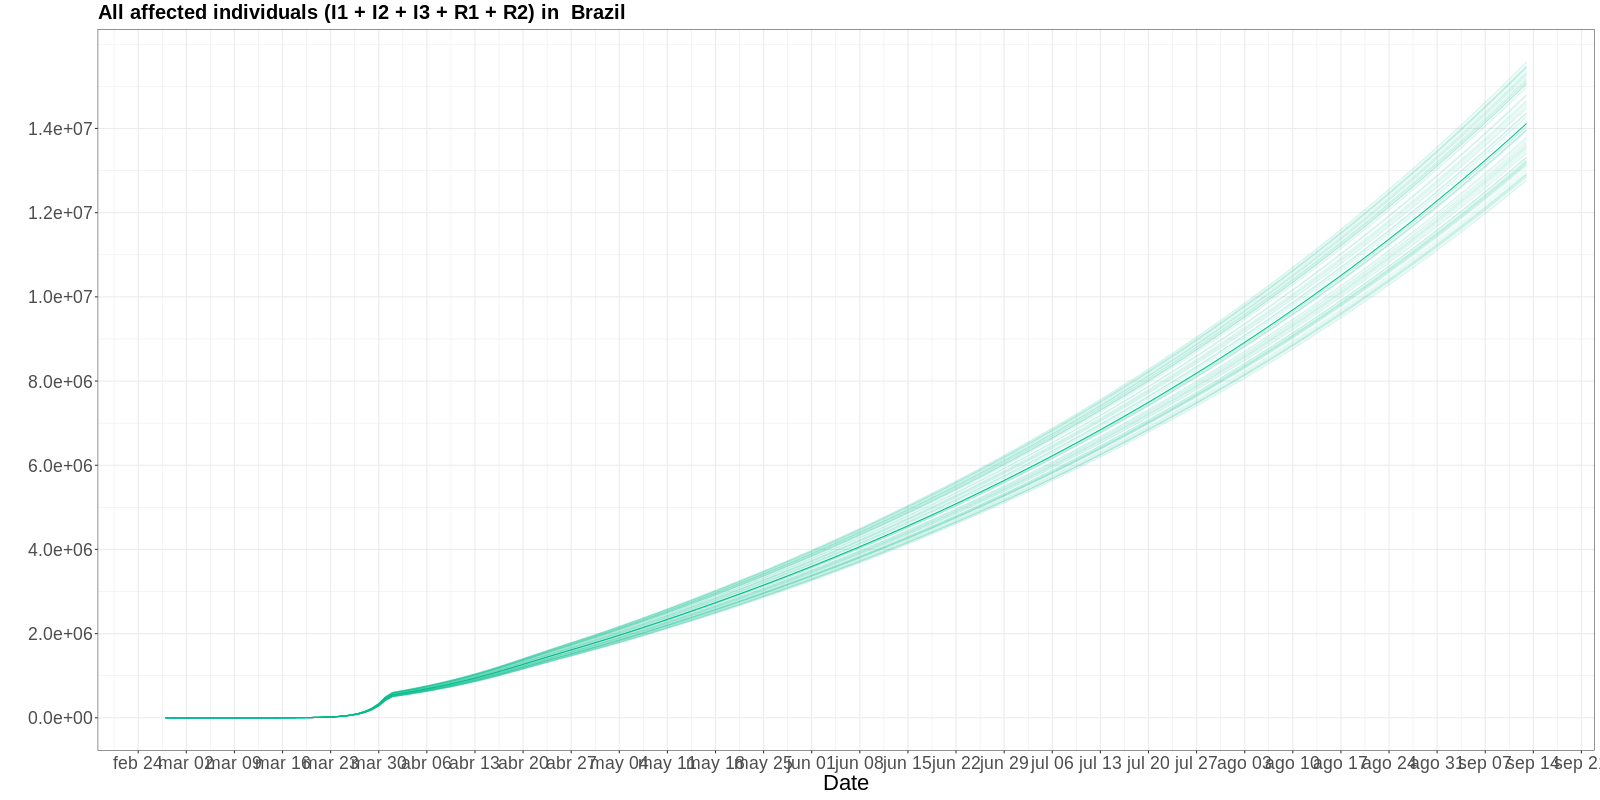 All affected individuals (I1 + I2 + I3 + R1 + R2) in  Brazil
1.4e+07
1.2e+07
1.0e+07
8.0e+06
6.0e+06
4.0e+06
2.0e+06
0.0e+00
feb 24 mar 02 mar 09 mar 16 mar 23 mar 30 abr 06 abr 13 abr 20 abr 27 may 04 may 11 may 18 may 25 jun 01 jun 08 jun 15 jun 22 jun 29 jul 06 jul 13 jul 20 jul 27 ago 03 ago 10 ago 17 ago 24 ago 31 sep 07 sep 14 sep 21
Date